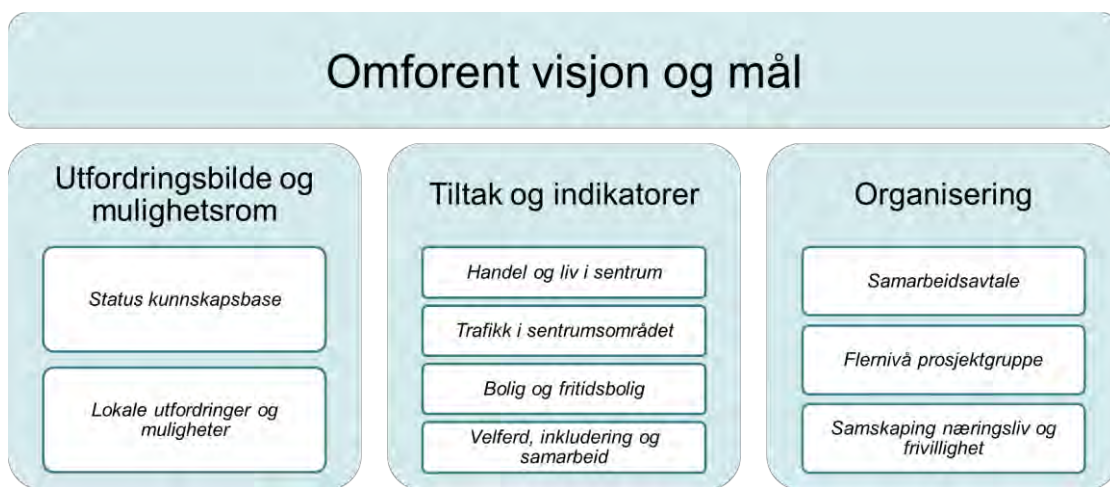 Omforent visjon og mål
Utfordringsbilde og
mulighetsrom
Status kunnskapsbase
Lokale utfordringer og
muligheter
Tiltak og indikatorer
Handel og liv i sentrum
Trafikk i sentrumsområdet
Bolig og fritidsbolig
Velferd, inkludering og
samarbeid
Organisering
Samarbeidsavtale
Flernivå prosjektgruppe
Samskaping næringsliv og
frivillighet